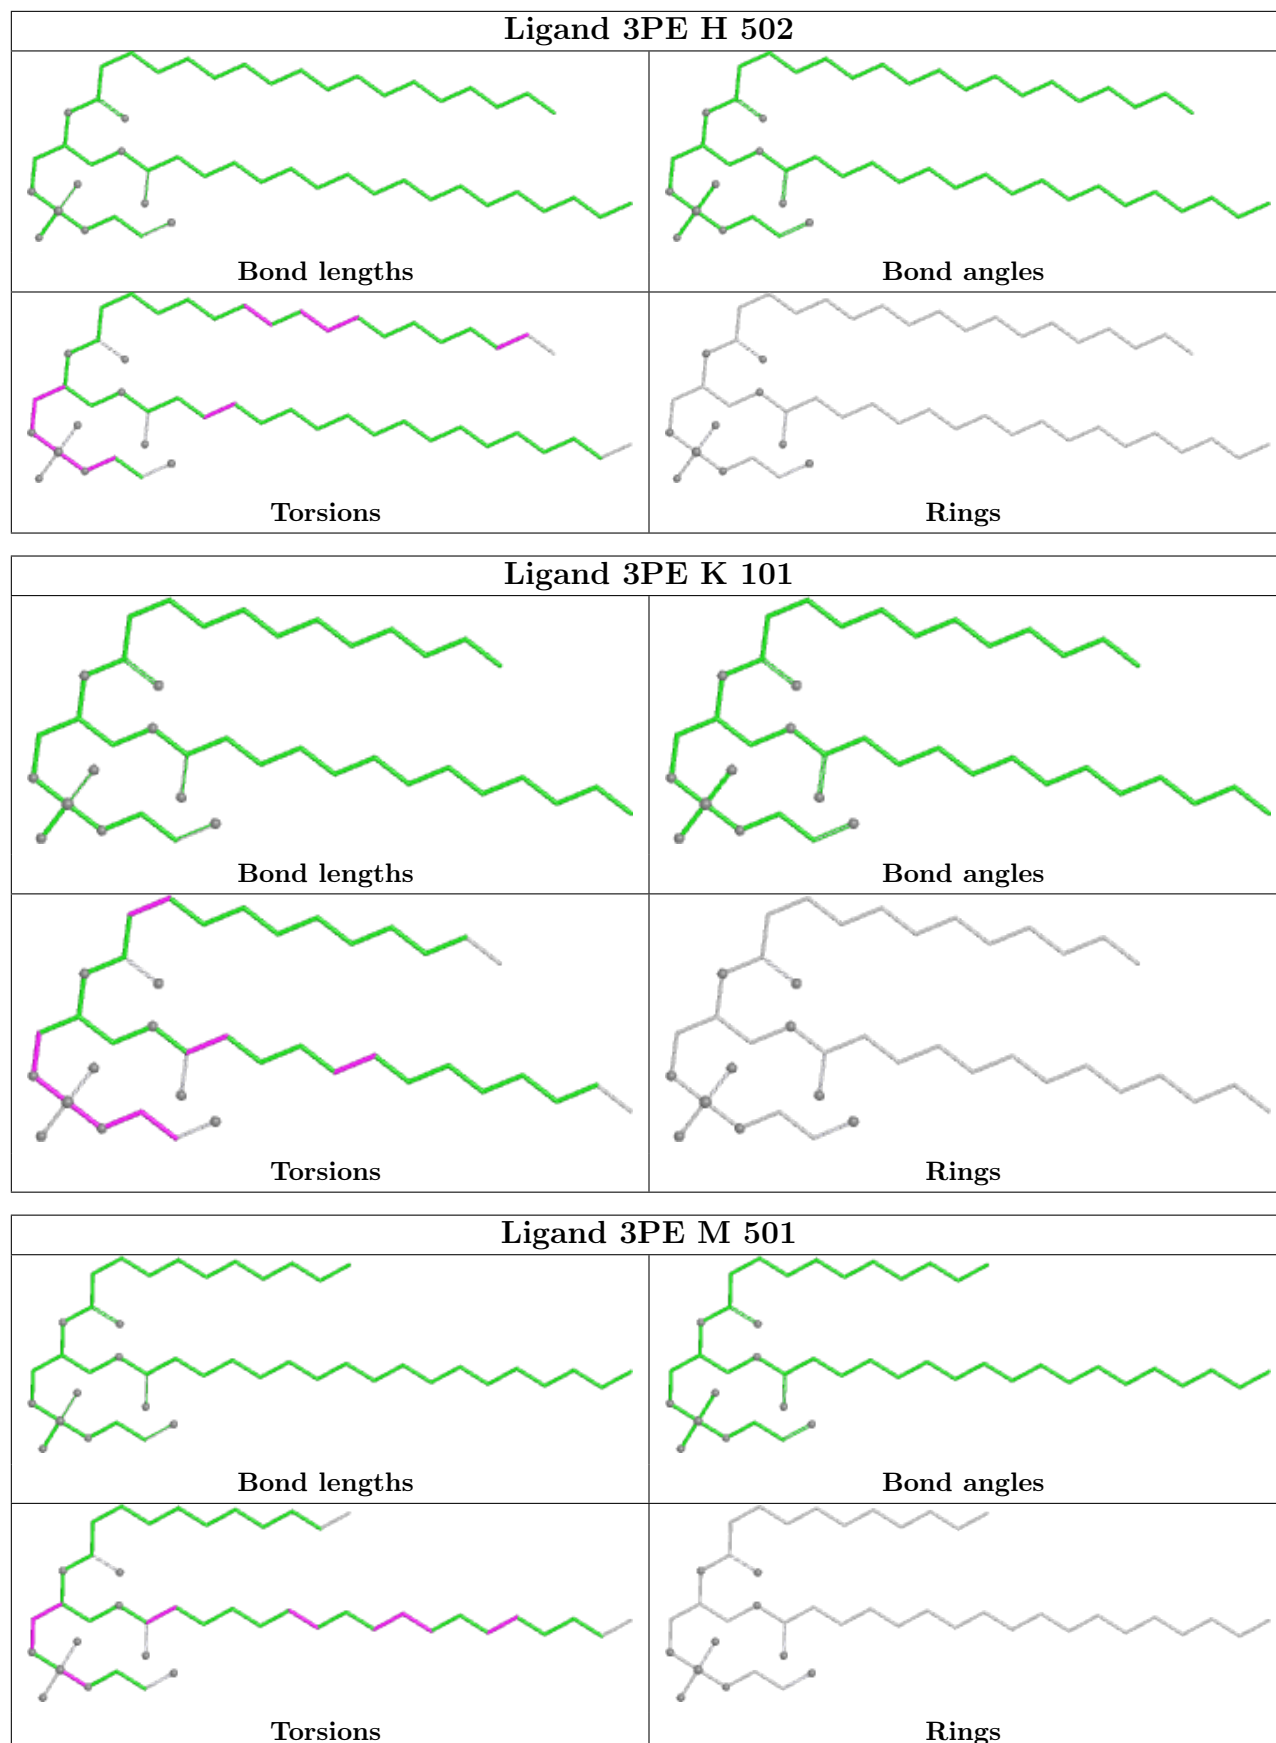 Ligand 3PE H 502
Bond lengths
Bond angles
Torsions
Rings
Ligand 3PE K 101
Bond lengths
Bond angles
Torsions
Rings
Ligand 3PE M 501
Bond lengths
Bond angles
Torsions
Rings